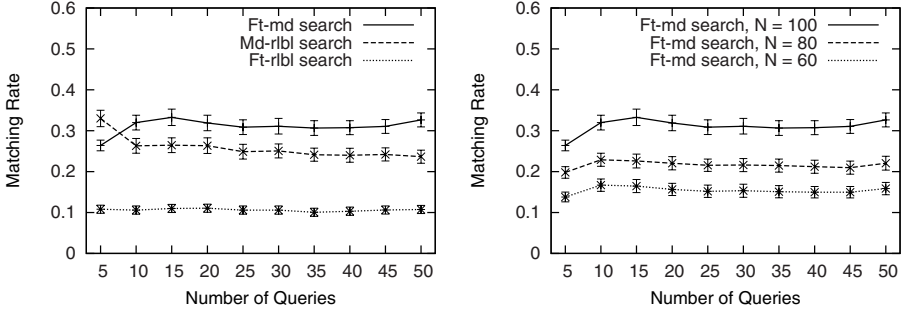 0.6
0.5
0.4
0.3
0.2
0.1
0
Matching Rate
Ft-md search
Md-rlbl search
Ft-rlbl search
5 10 15 20 25 30 35 40 45 50
Number of Queries
0.6
0.5
0.4
0.3
0.2
0.1
0
Matching Rate
Ft-md search, N = 100
Ft-md search, N = 80
Ft-md search, N = 60
5 10 15 20 25 30 35 40 45 50
Number of Queries